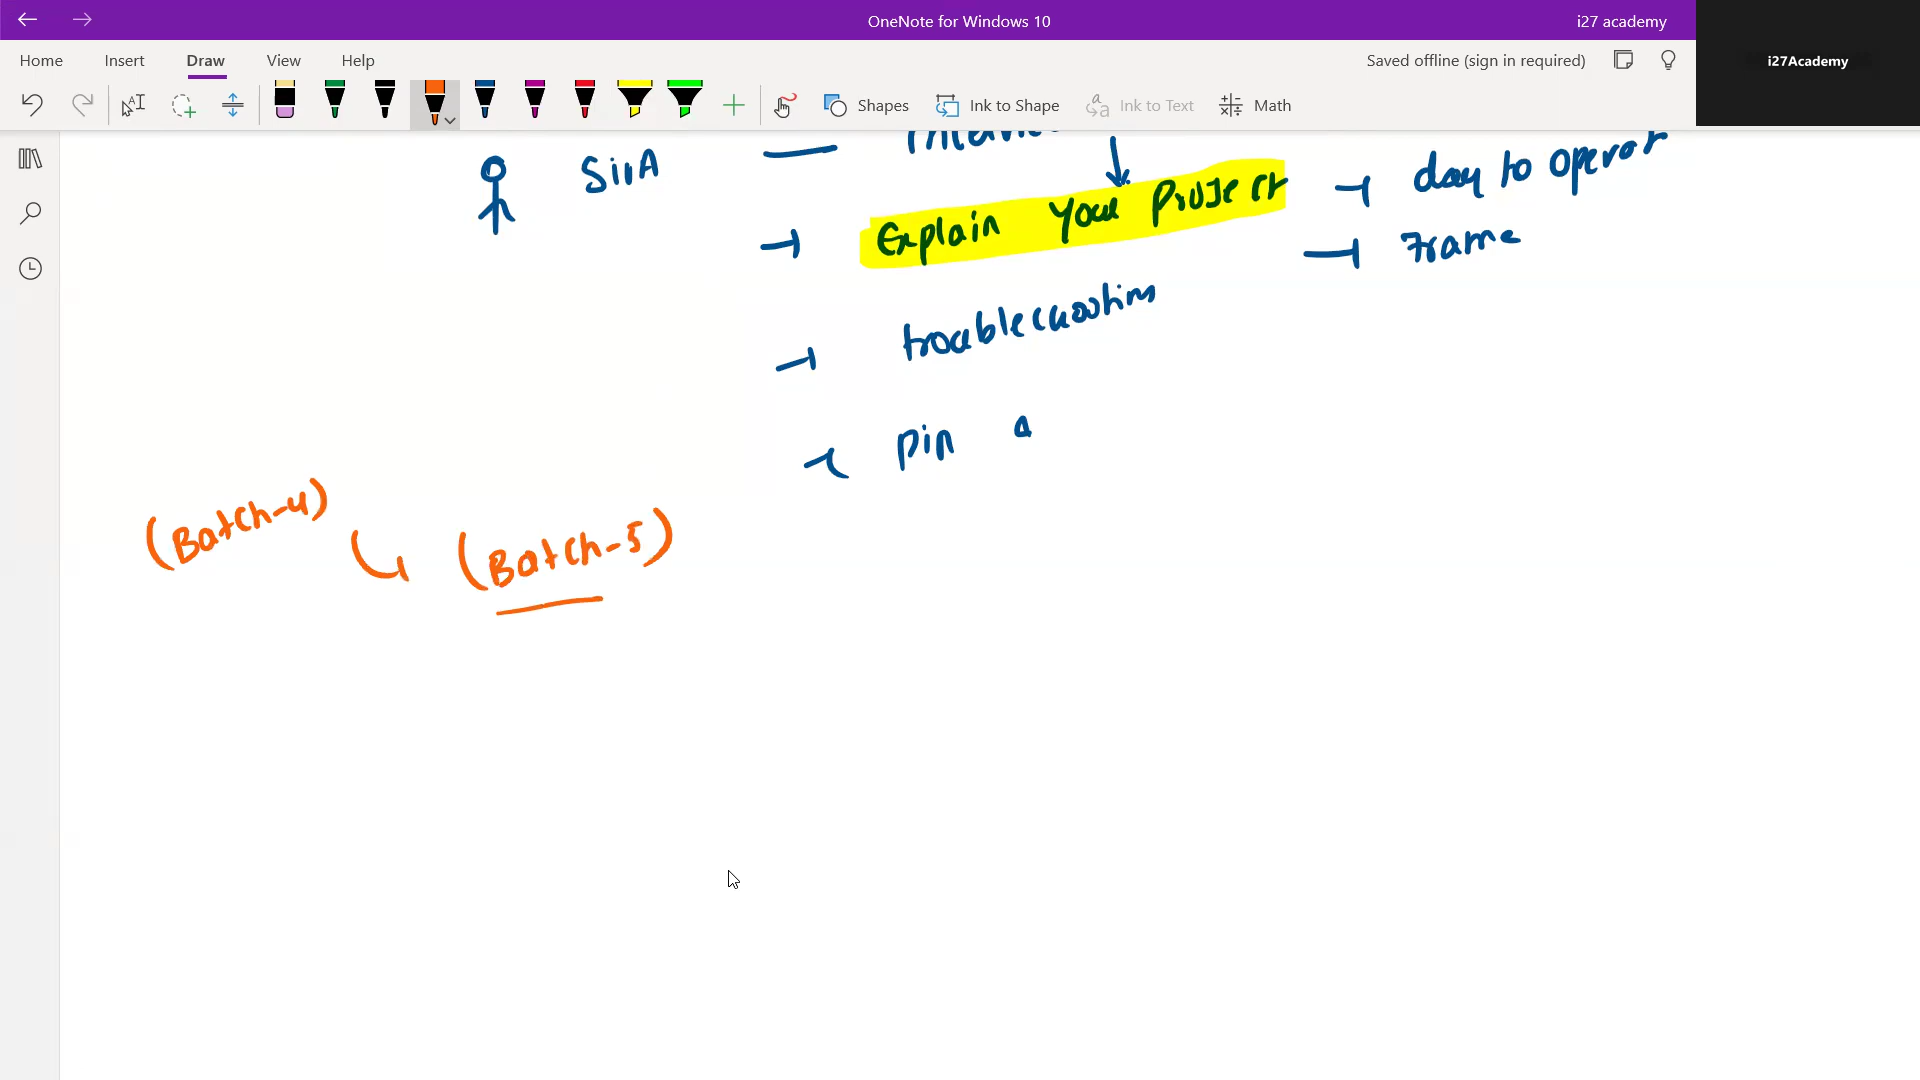 OneNote for Windows 10
i27 academy
i27Academy
Home Insert Draw View Help
Saved offline (sign in required)
Shapes Ink to Shape Ink to Text Math
SiiA
day to operat
Explain Your Project
Frame
pin a
(Batch-4)
(Batch-5)